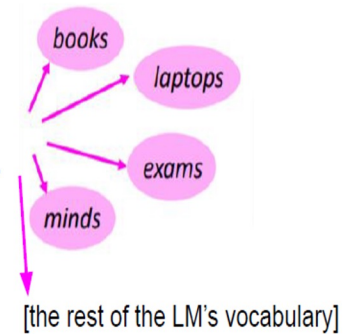 books
laptops
exams
minds
[the rest of the LM's vocabulary]